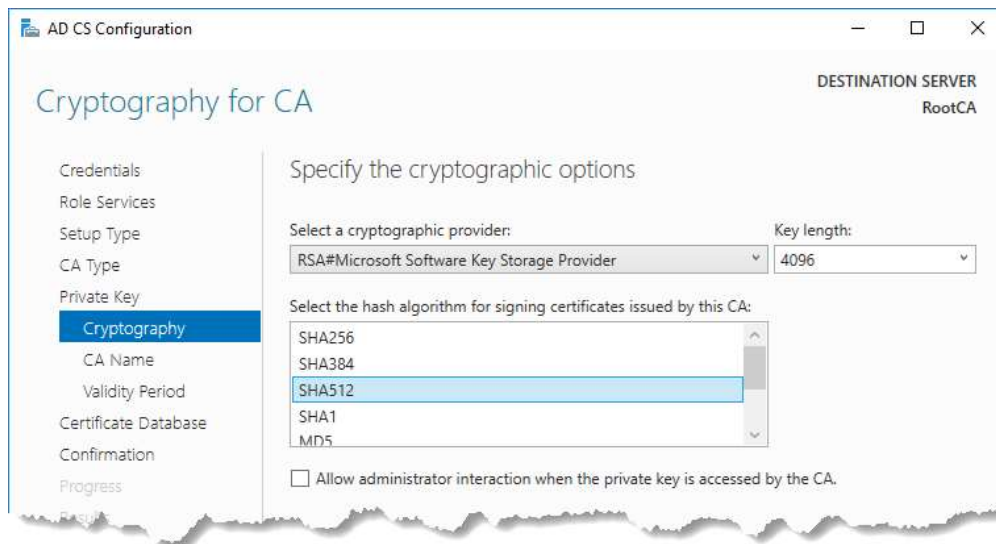 AD CS Configuration
DESTINATION SERVER
RootCA
Cryptography for CA
Credentials
Role Services
Setup Type
CA Type
Private Key
Cryptography
CA Name
Validity Period
Certificate Database
Confirmation
Progress
Specify the cryptographic options
Select a cryptographic provider:
Key length:
RSA#Microsoft Software Key Storage Provider
4096
Select the hash algorithm for signing certificates issued by this CA:
SHA256
SHA384
SHA512
SHA1
MD5
Allow administrator interaction when the private key is accessed by the CA.